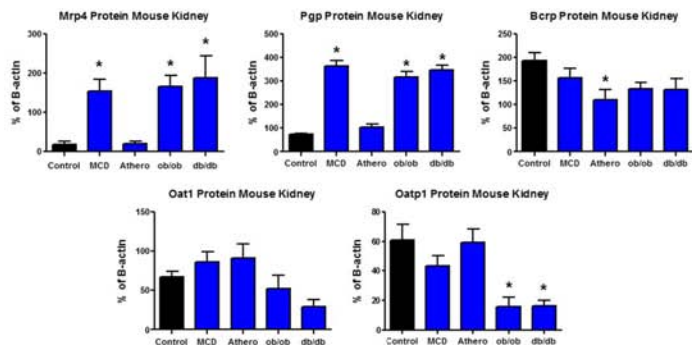 Mrp4 Protein Mouse Kidney
% of B-actin
300
200
100
0
*
*
*
Control MCD Athero ob/ob db/db
Pgp Protein Mouse Kidney
% of B-actin
500
400
300
200
100
0
*
*
*
Control MCD Athero ob/ob db/db
Bcrp Protein Mouse Kidney
% of B-actin
250
200
150
100
50
0
*
Control MCD Athero ob/ob db/db
Oat1 Protein Mouse Kidney
% of B-actin
150
100
50
0
Control MCD Athero ob/ob db/db
Oatp1 Protein Mouse Kidney
% of B-actin
80
60
40
20
0
*
*
Control MCD Athero ob/ob db/db